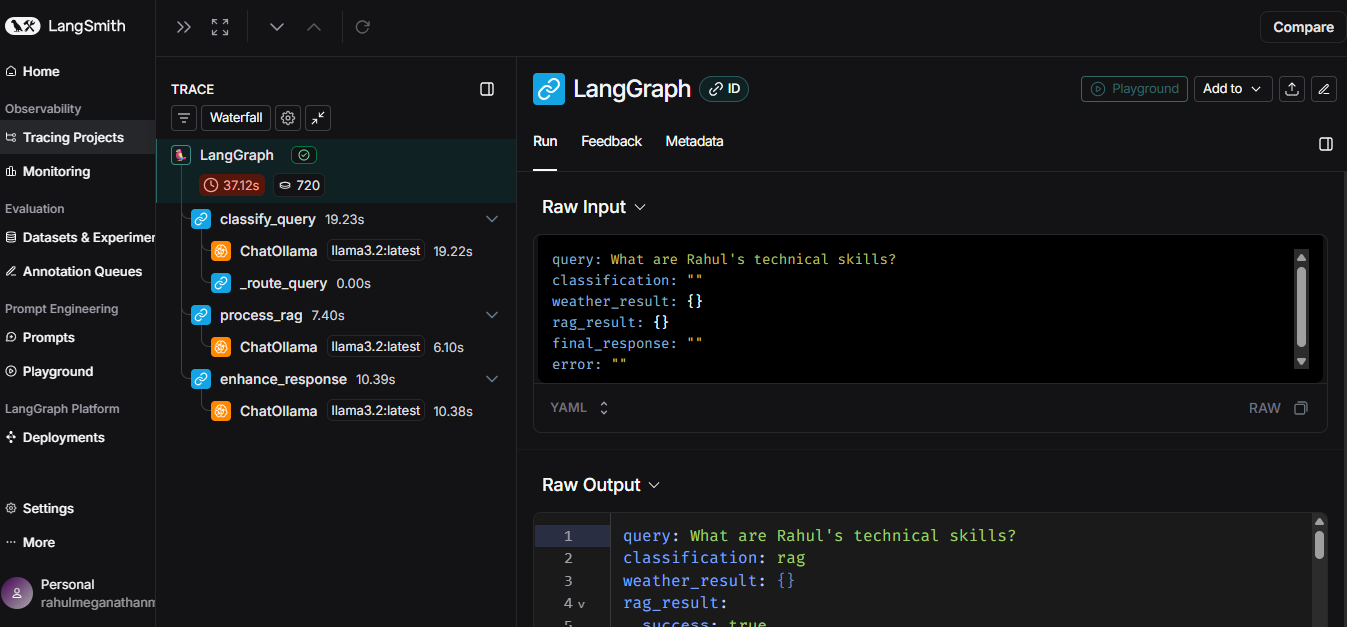 LangSmith
Compare
Home
Observability
Tracing Projects
Monitoring
Evaluation
Datasets & Experimen
Annotation Queues
Prompt Engineering
Prompts
Playground
LangGraph Platform
Deployments
Settings
More
Personal
rahulmeganathanm
TRACE
Waterfall
LangGraph
37.12s 720
classify_query 19.23s
ChatOllama llama3.2:latest 19.22s
_route_query 0.00s
process_rag 7.40s
ChatOllama llama3.2:latest 6.10s
enhance_response 10.39s
ChatOllama llama3.2:latest 10.38s
LangGraph ID
Playground Add to
Run Feedback Metadata
Raw Input
query: What are Rahul's technical skills?
classification: ""
weather_result: {}
rag_result: {}
final_response: ""
error: ""
YAML RAW
Raw Output
1 query: What are Rahul's technical skills?
2 classification: rag
3 weather_result: {}
4 rag_result:
5 success: true